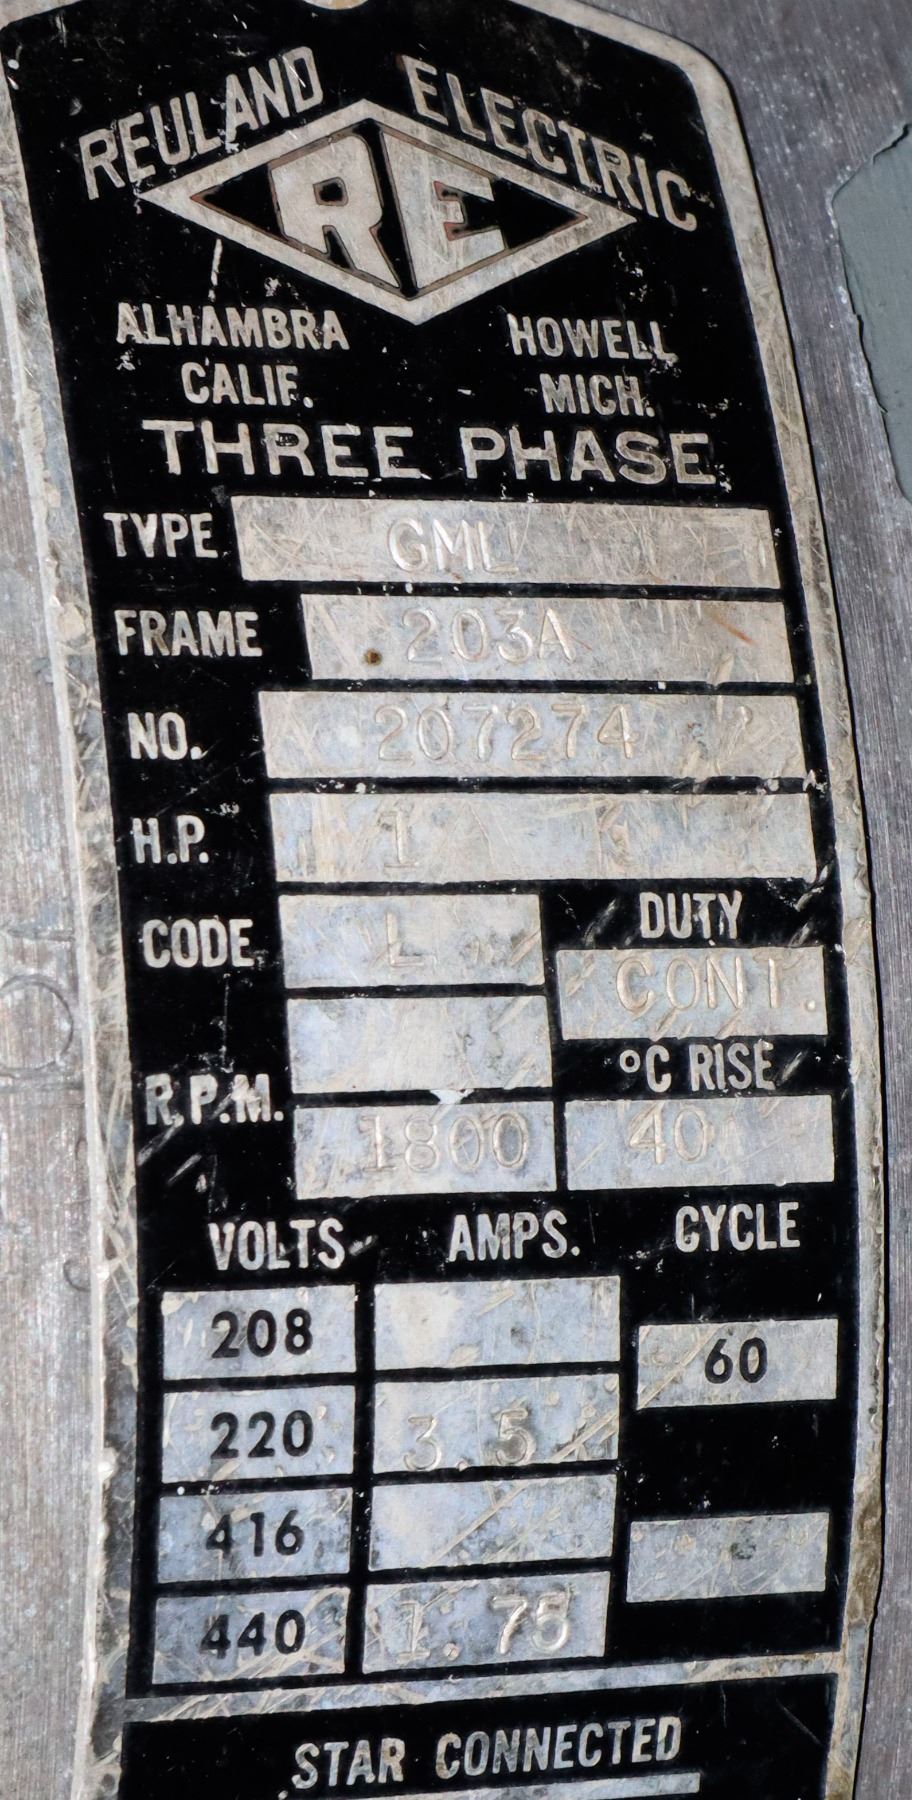 REULAND ELECTRIC
RE
ALHAMBRA HOWELL
CALIF. MICH.
THREE PHASE
TYPE GML
FRAME 203A
NO. 207274
H.P. 1
CODE L DUTY
CONT.
°C RISE
R.P.M. 1800 40
VOLTS AMPS. CYCLE
208 60
220 3.5
416
440 1.75
STAR CONNECTED